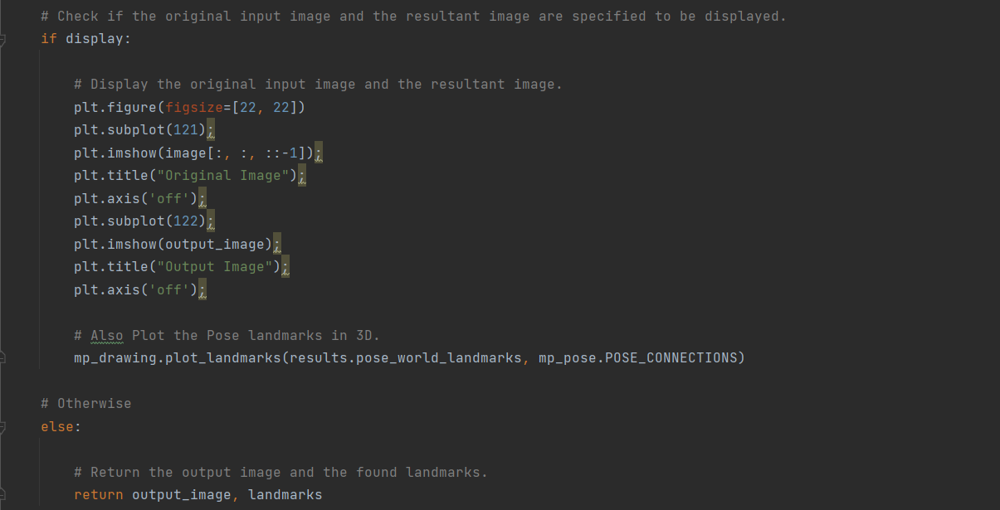 # Check if the original input image and the resultant image are specified to be displayed.
if display:
# Display the original input image and the resultant image.
plt.figure(figsize=[22, 22])
plt.subplot(121);
plt.imshow(image[:, :, ::-1]);
plt.title("Original Image");
plt.axis('off');
plt.subplot(122);
plt.imshow(output_image);
plt.title("Output Image");
plt.axis('off');
# Also Plot the Pose landmarks in 3D.
mp_drawing.plot_landmarks(results.pose_world_landmarks, mp_pose.POSE_CONNECTIONS)
# Otherwise
else:
# Return the output image and the found landmarks.
return output_image, landmarks